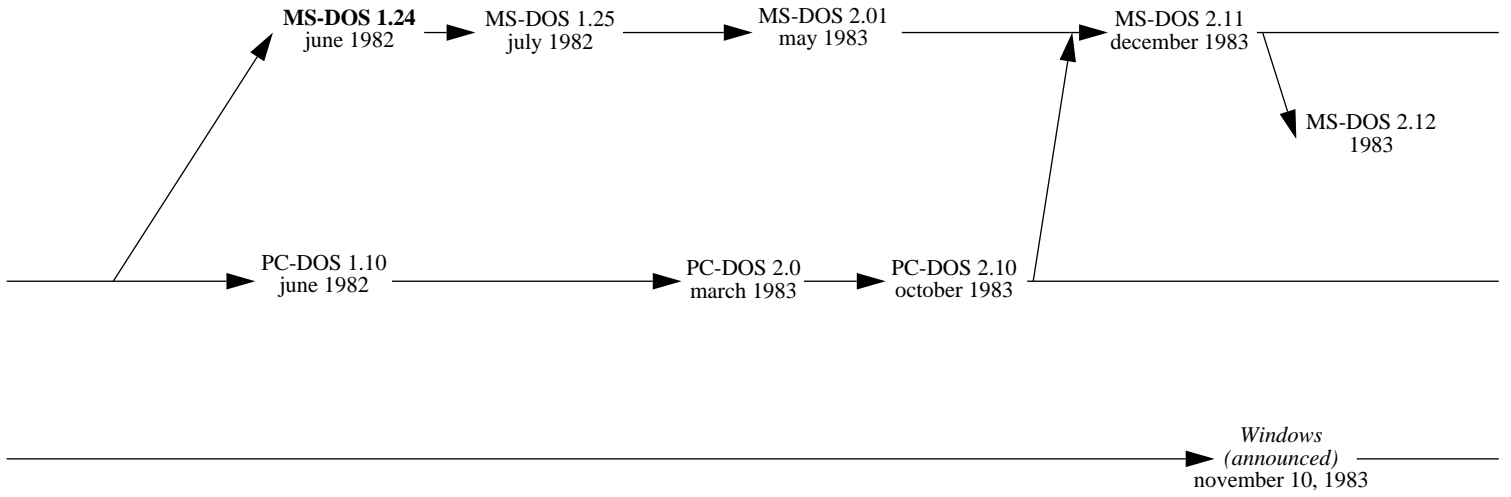 MS-DOS 1.24
june 1982
MS-DOS 1.25
july 1982
MS-DOS 2.01
may 1983
MS-DOS 2.11
december 1983
MS-DOS 2.12
1983
PC-DOS 1.10
june 1982
PC-DOS 2.0
march 1983
PC-DOS 2.10
october 1983
Windows
(announced)
november 10, 1983